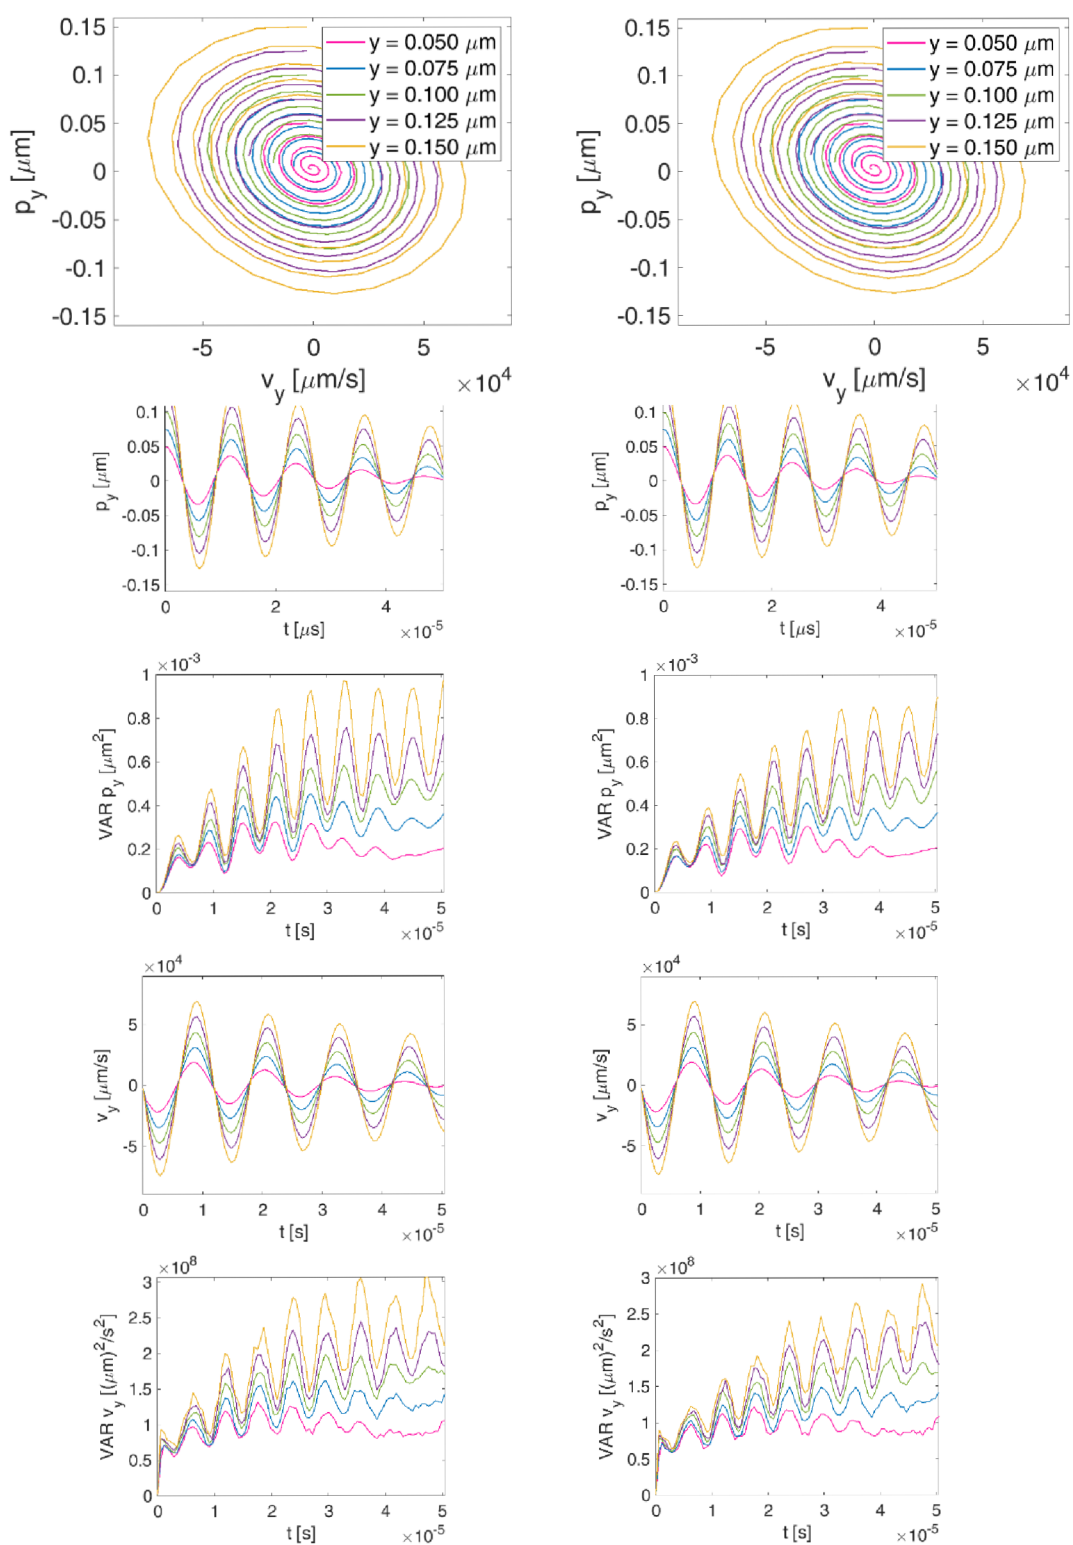 0.15
0.1
0.05
0
-0.05
-0.1
-0.15
p_y [μm]
y = 0.050 μm
y = 0.075 μm
y = 0.100 μm
y = 0.125 μm
y = 0.150 μm
-5 0 5
v_y [μm/s]
×10^4
0.15
0.1
0.05
0
-0.05
-0.1
-0.15
p_y [μm]
y = 0.050 μm
y = 0.075 μm
y = 0.100 μm
y = 0.125 μm
y = 0.150 μm
-5 0 5
v_y [μm/s]
×10^4
0.1
0.05
0
-0.05
-0.1
-0.15
p_y [μm]
0 2 4
t [μs]
×10^-5
0.1
0.05
0
-0.05
-0.1
-0.15
p_y [μm]
0 2 4
t [μs]
×10^-5
×10^-3
1
0.8
0.6
0.4
0.2
0
VAR p_y [μm^2]
0 1 2 3 4 5
t [s]
×10^-5
×10^-3
1
0.8
0.6
0.4
0.2
0
VAR p_y [μm^2]
0 1 2 3 4 5
t [s]
×10^-5
×10^4
5
0
-5
v_y [μm/s]
0 1 2 3 4 5
t [s]
×10^-5
×10^4
5
0
-5
v_y [μm/s]
0 1 2 3 4 5
t [s]
×10^-5
×10^8
3
2.5
2
1.5
1
0.5
0
VAR v_y [(μm)^2/s^2]
0 1 2 3 4 5
t [s]
×10^-5
×10^8
3
2.5
2
1.5
1
0.5
0
VAR v_y [(μm)^2/s^2]
0 1 2 3 4 5
t [s]
×10^-5